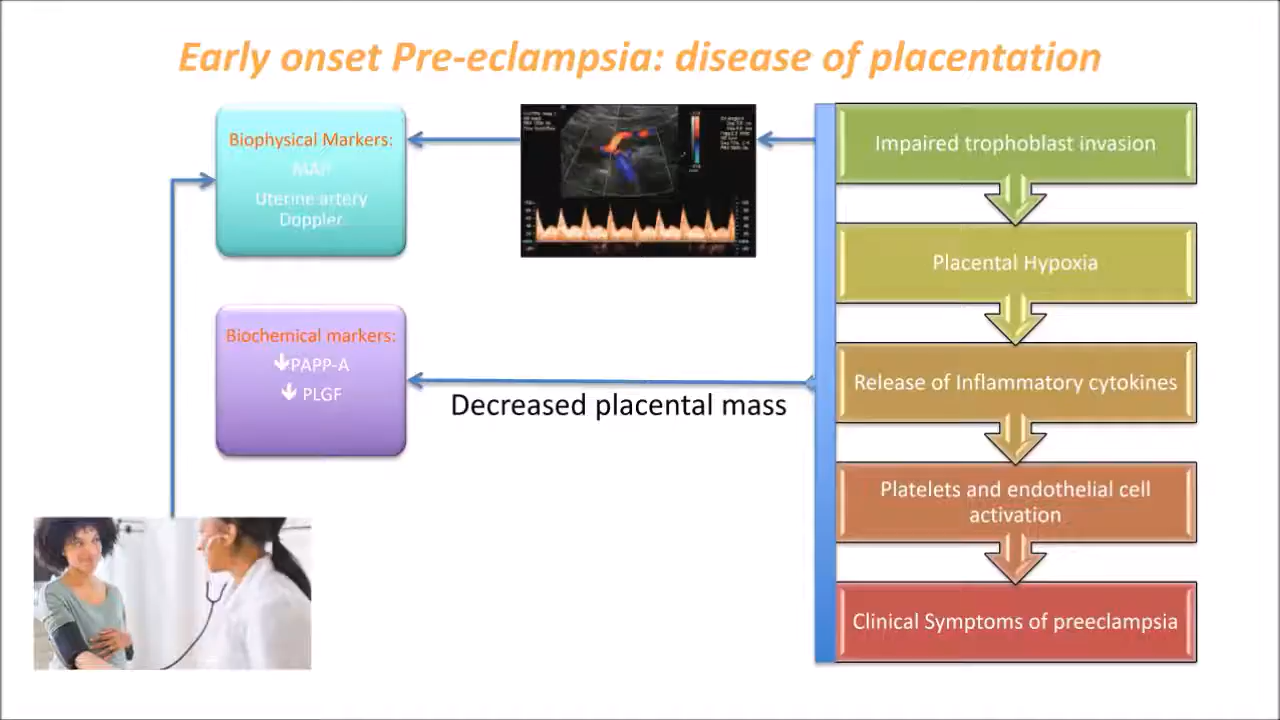 Early onset Pre-eclampsia: disease of placentation
Biophysical Markers:
MAP
Uterine artery
Doppler
Biochemical markers:
↓PAPP-A
↓ PLGF
Decreased placental mass
Impaired trophoblast invasion
Placental Hypoxia
Release of Inflammatory cytokines
Platelets and endothelial cell
activation
Clinical Symptoms of preeclampsia